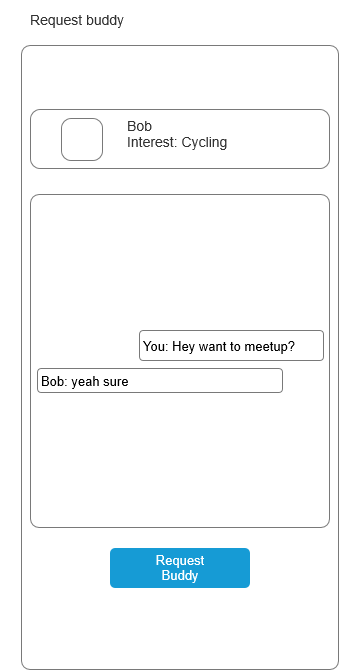 Request buddy
Bob
Interest: Cycling
You: Hey want to meetup?
Bob: yeah sure
Request
Buddy